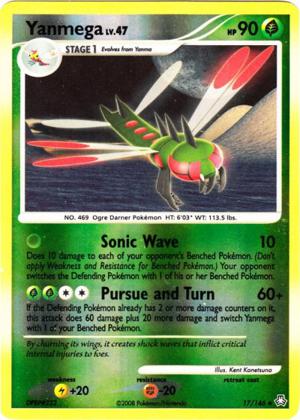 Yanmega LV.47 HP 90
STAGE 1 Evolves from Yanma
NO. 469 Ogre Darner Pokémon HT: 6'03" WT: 113.5 lbs.
Sonic Wave 10
Does 10 damage to each of your opponent's Benched Pokémon. (Don't
apply Weakness and Resistance for Benched Pokémon.) Your opponent
switches the Defending Pokémon with 1 of his or her Benched Pokémon.
Pursue and Turn 60+
If the Defending Pokémon already has 2 or more damage counters on it,
this attack does 60 damage plus 20 more damage and switch Yanmega
with 1 of your Benched Pokémon.
By churning its wings, it creates shock waves that inflict critical
internal injuries to foes.
Illus. Kent Kanetsuna
weakness resistance retreat cost
+20 -20
©2008 Pokémon/Nintendo 17/146